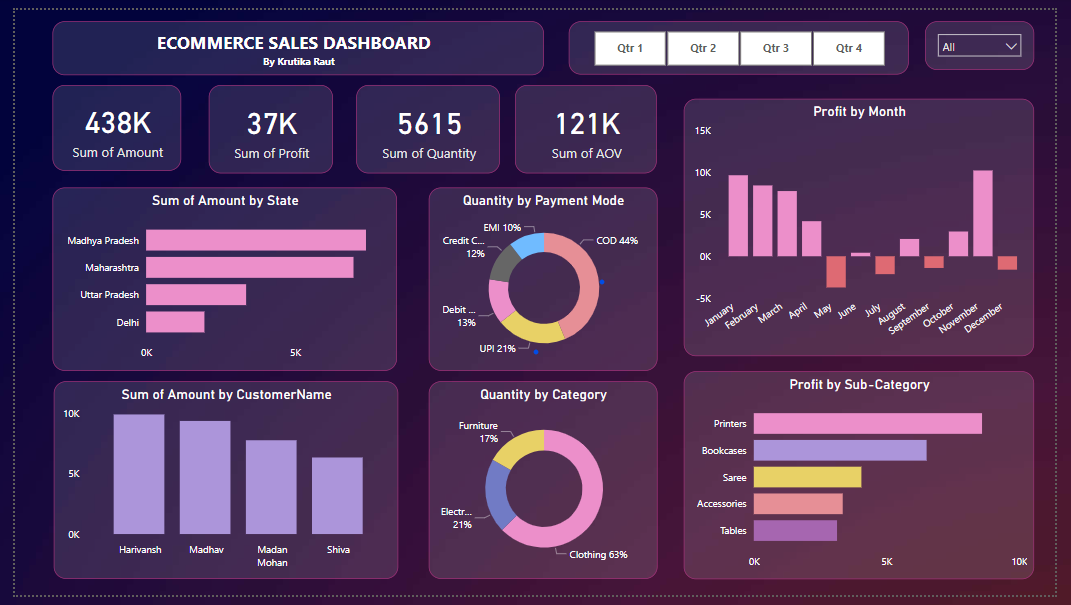 ECOMMERCE SALES DASHBOARD
By Krutika Raut
Qtr 1
Qtr 2
Qtr 3
Qtr 4
All
438K
Sum of Amount
37K
Sum of Profit
5615
Sum of Quantity
121K
Sum of AOV
Profit by Month
15K
10K
5K
0K
-5K
January
February
March
April
May
June
July
August
September
October
November
December
Sum of Amount by State
Madhya Pradesh
Maharashtra
Uttar Pradesh
Delhi
0K
5K
Quantity by Payment Mode
EMI 10%
Credit C...
12%
COD 44%
Debit ...
13%
UPI 21%
Sum of Amount by CustomerName
10K
5K
0K
Harivansh
Madhav
Madan
Mohan
Shiva
Quantity by Category
Furniture
17%
Electr...
21%
Clothing 63%
Profit by Sub-Category
Printers
Bookcases
Saree
Accessories
Tables
0K
5K
10K